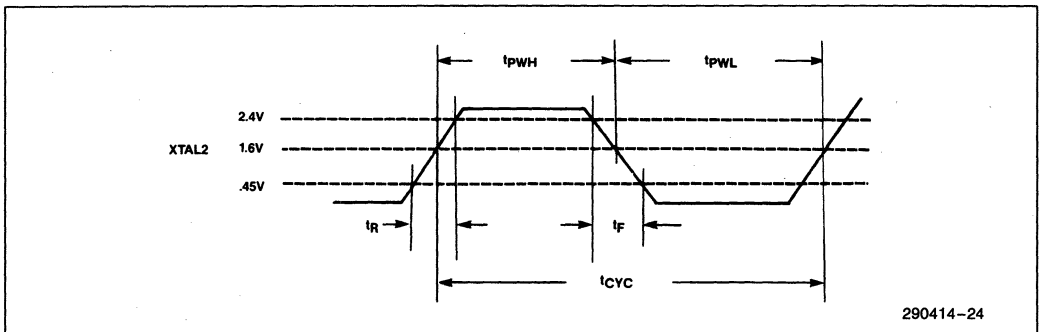 tPWH
tPWL
2.4V
XTAL2
1.6V
.45V
tR
tF
tCYC
290414–24